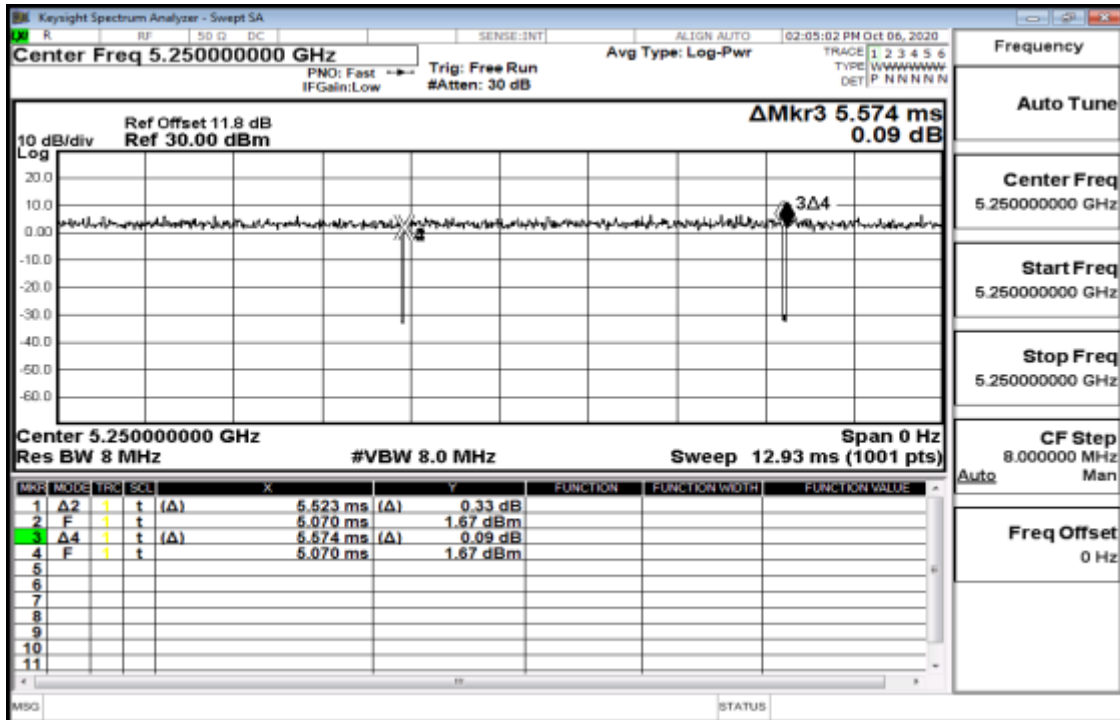 Keysight Spectrum Analyzer - Swept SA
R RF 50 Ω DC SENSE:INT ALIGN AUTO 02:05:02 PM Oct 06, 2020
Center Freq 5.250000000 GHz
PNO: Fast
IFGain:Low
Trig: Free Run
#Atten: 30 dB
Avg Type: Log-Pwr
TRACE 1 2 3 4 5 6
TYPE WWWWWW
DET P N N N N N
Frequency
Auto Tune
Center Freq
5.250000000 GHz
Start Freq
5.250000000 GHz
Stop Freq
5.250000000 GHz
CF Step
8.000000 MHz
Auto Man
Freq Offset
0 Hz
ΔMkr3 5.574 ms
0.09 dB
Ref Offset 11.8 dB
10 dB/div Ref 30.00 dBm
Log
20.0
10.0
0.00
-10.0
-20.0
-30.0
-40.0
-50.0
-60.0
3Δ4
Center 5.250000000 GHz Span 0 Hz
Res BW 8 MHz #VBW 8.0 MHz Sweep 12.93 ms (1001 pts)
MKR MODE TRC SCL X Y FUNCTION FUNCTION WIDTH FUNCTION VALUE
1 Δ2 1 t (Δ) 5.523 ms (Δ) 0.33 dB
2 F 1 t 5.070 ms 1.67 dBm
3 Δ4 1 t (Δ) 5.574 ms (Δ) 0.09 dB
4 F 1 t 5.070 ms 1.67 dBm
5
6
7
8
9
10
11
MSG STATUS